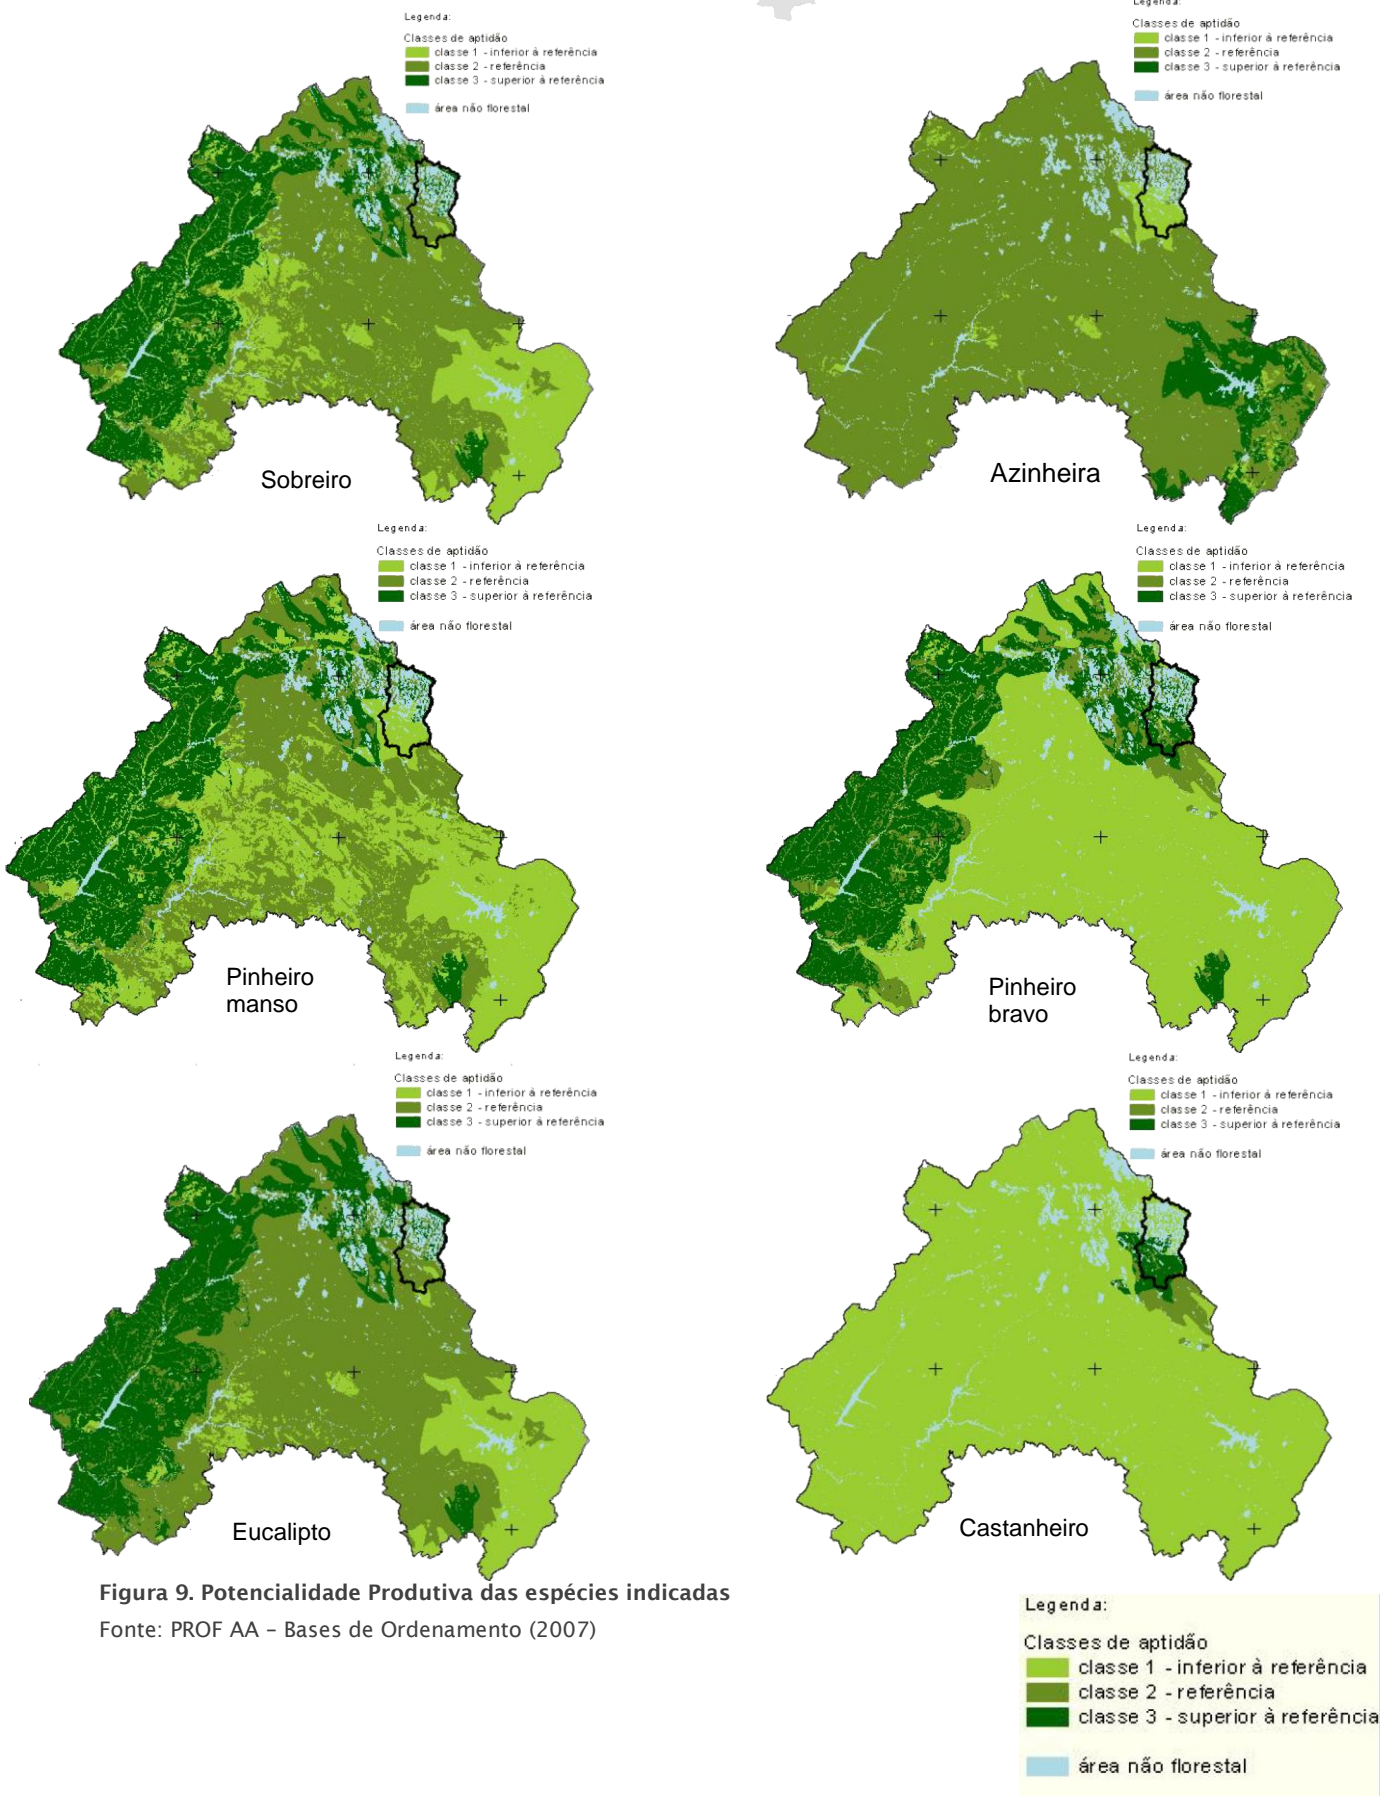 Legenda:
Classes de aptidão
classe 1 - inferior à referência
classe 2 - referência
classe 3 - superior à referência
área não florestal
Sobreiro
Legenda:
Classes de aptidão
classe 1 - inferior à referência
classe 2 - referência
classe 3 - superior à referência
área não florestal
Azinheira
Legenda:
Classes de aptidão
classe 1 - inferior à referência
classe 2 - referência
classe 3 - superior à referência
área não florestal
Pinheiro
manso
Legenda:
Classes de aptidão
classe 1 - inferior à referência
classe 2 - referência
classe 3 - superior à referência
área não florestal
Pinheiro
bravo
Legenda:
Classes de aptidão
classe 1 - inferior à referência
classe 2 - referência
classe 3 - superior à referência
área não florestal
Eucalipto
Legenda:
Classes de aptidão
classe 1 - inferior à referência
classe 2 - referência
classe 3 - superior à referência
área não florestal
Castanheiro
Figura 9. Potencialidade Produtiva das espécies indicadas
Fonte: PROF AA – Bases de Ordenamento (2007)
Legenda:
Classes de aptidão
classe 1 - inferior à referência
classe 2 - referência
classe 3 - superior à referência
área não florestal